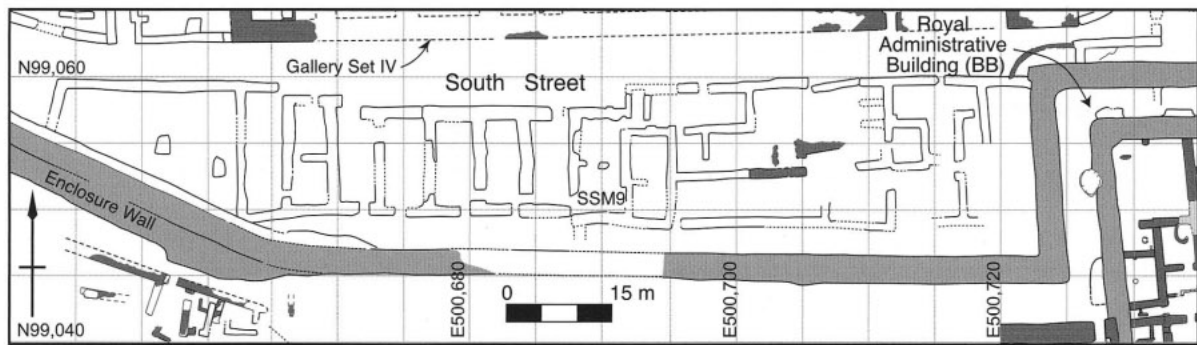 Royal
Administrative
Building (BB)
Gallery Set IV
N99,060
South Street
SSM9
Enclosure Wall
E500,680
E500,700
E500,720
0 15 m
N99,040